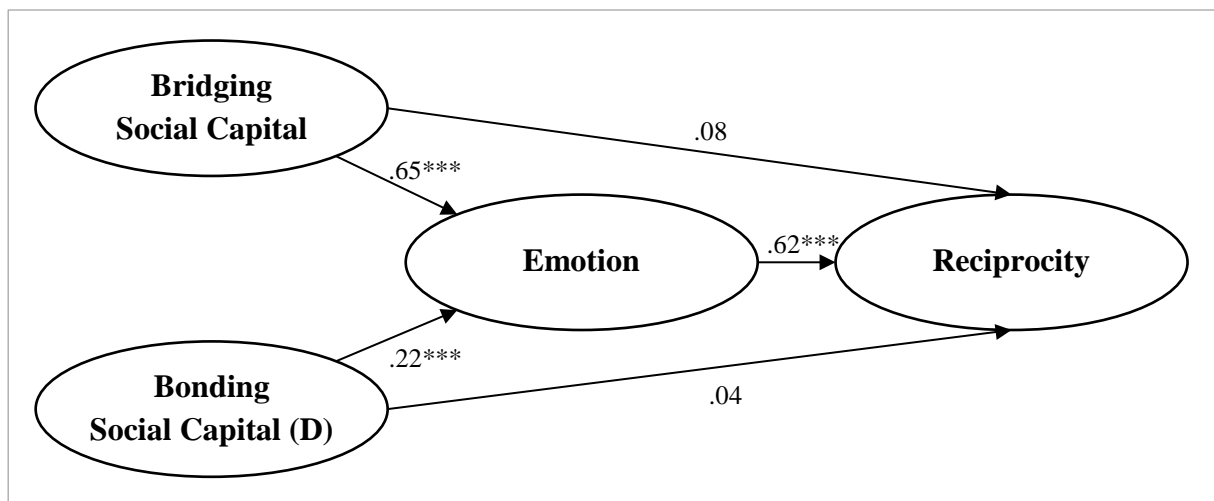 Bridging
Social Capital
.08
.65***
Emotion
.62***
Reciprocity
.22***
Bonding
Social Capital (D)
.04